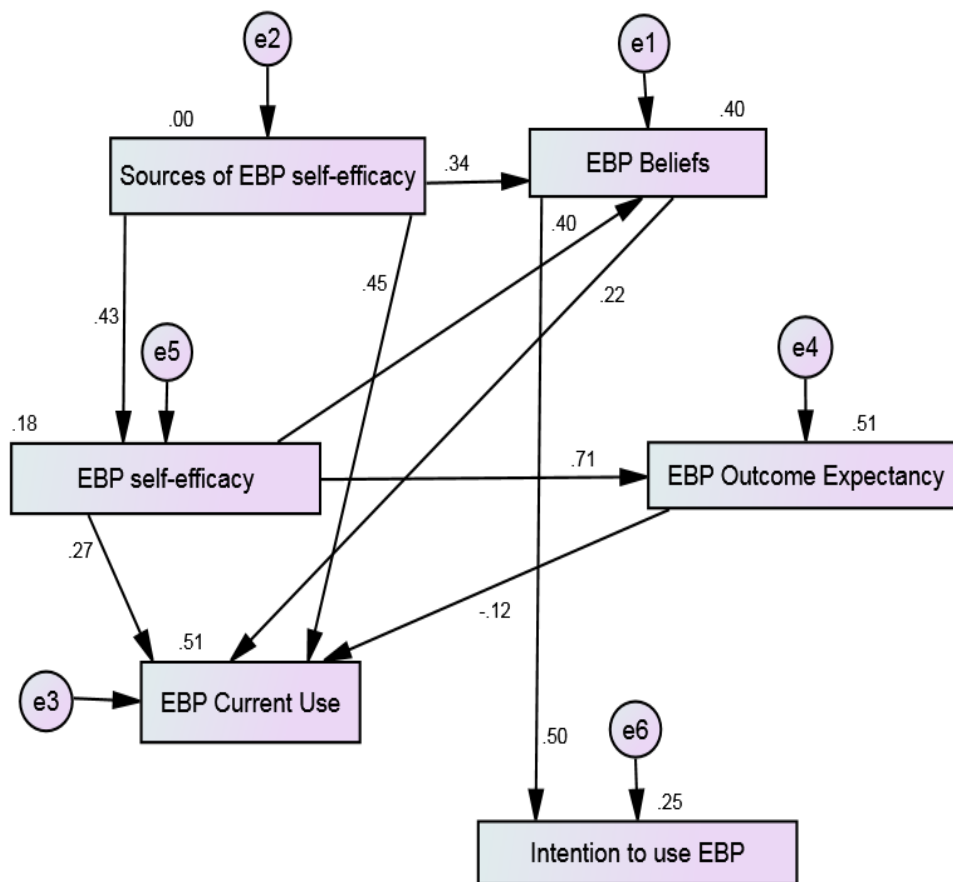 e2
e1
.00
.40
Sources of EBP self-efficacy
.34
EBP Beliefs
.40
.45
.22
.43
e5
e4
.18
.51
EBP self-efficacy
.71
EBP Outcome Expectancy
.27
-.12
.51
e3
EBP Current Use
.50
e6
.25
Intention to use EBP